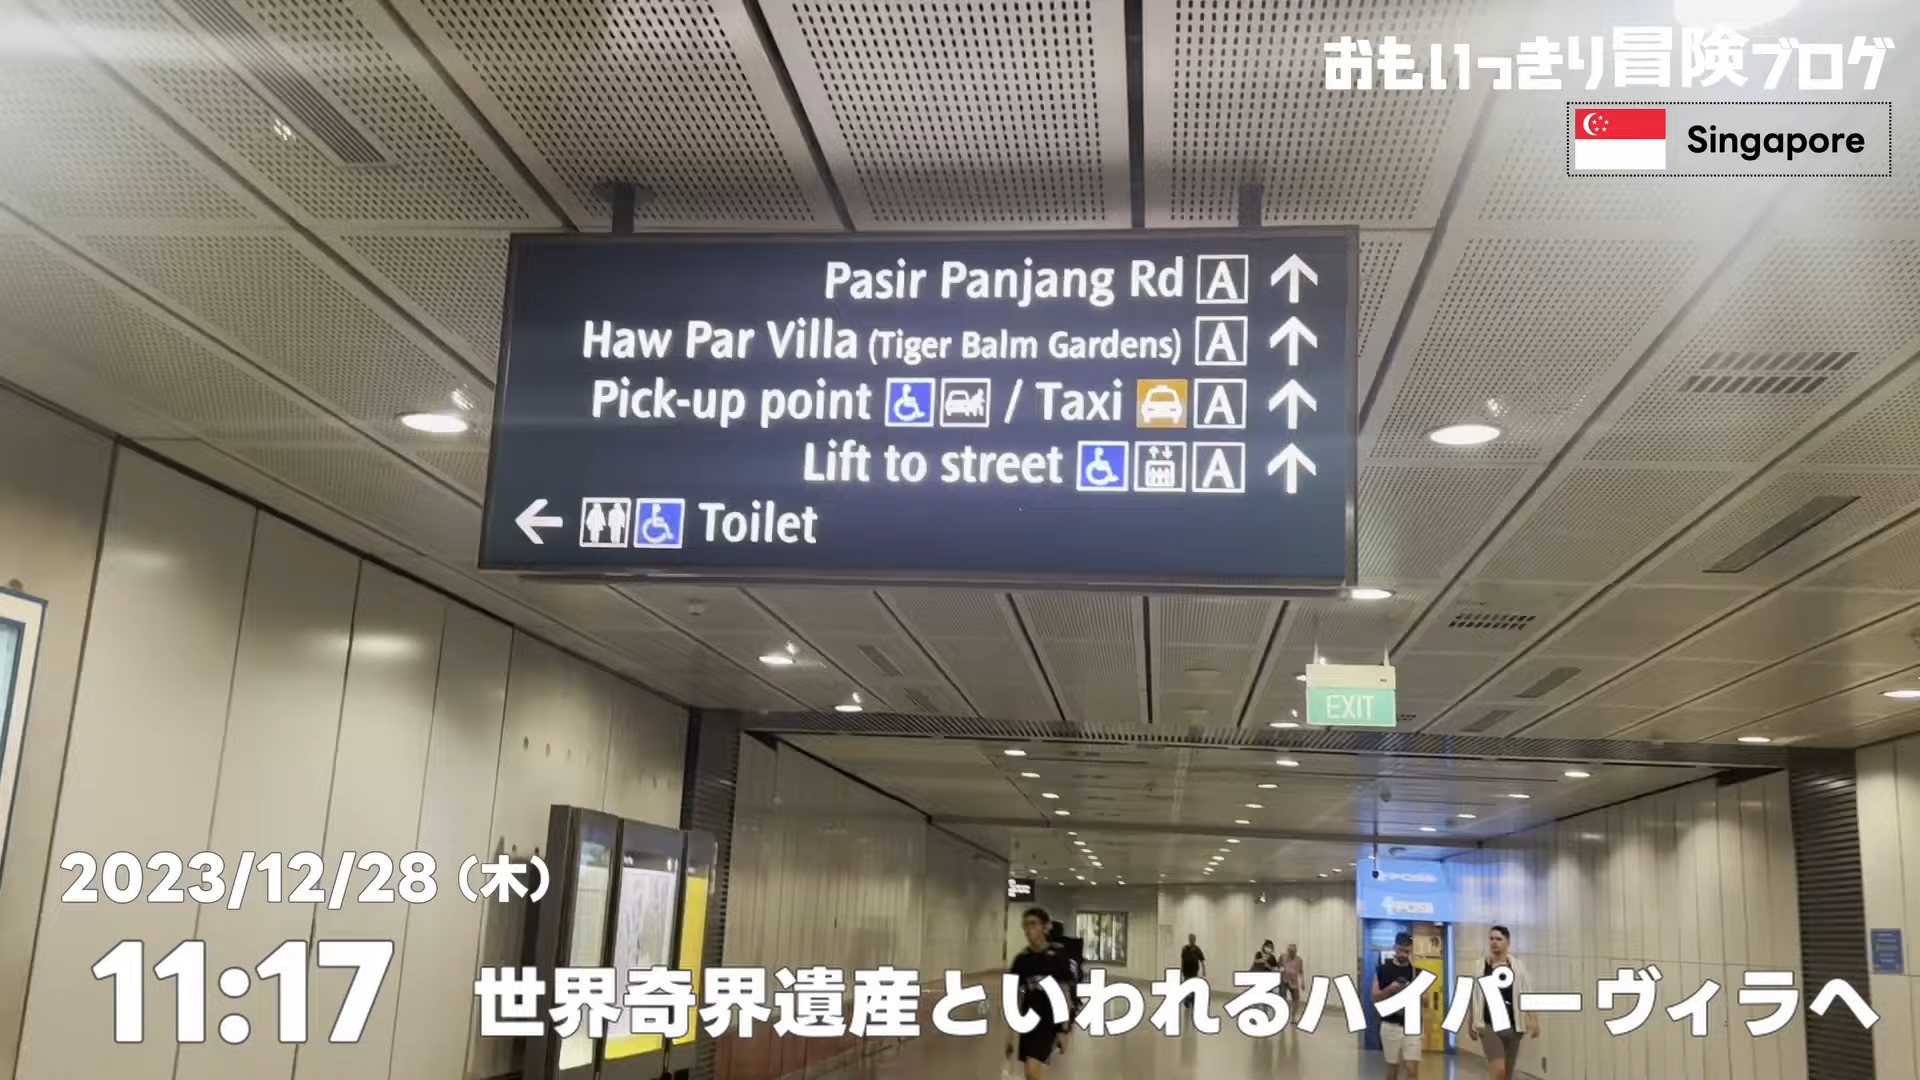 おもいっきり冒険ブログ
Singapore
Pasir Panjang Rd A
Haw Par Villa (Tiger Balm Gardens) A
Pick-up point / Taxi A
Lift to street A
Toilet
EXIT
POSB
2023/12/28（木）
11:17 世界奇界遺産といわれるハイパーヴィラへ